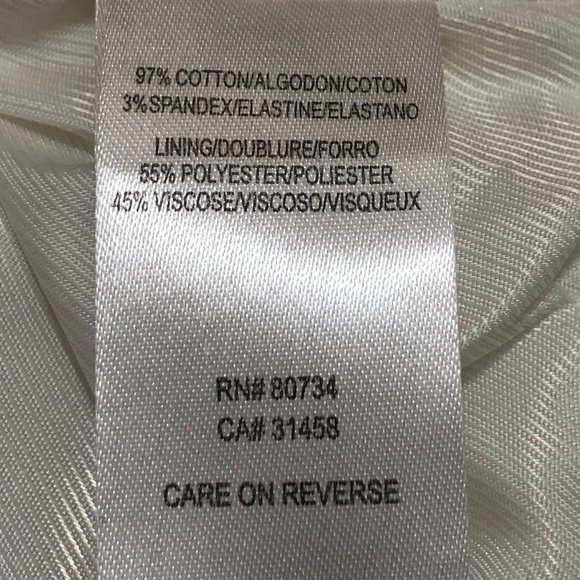 97% COTTON/ALGODON/COTON
3% SPANDEX/ELASTINE/ELASTANO
LINING/DOUBLURE/FORRO
55% POLYESTER/POLIESTER
45% VISCOSE/VISCOSO/VISQUEUX
RN# 80734
CA# 31458
CARE ON REVERSE